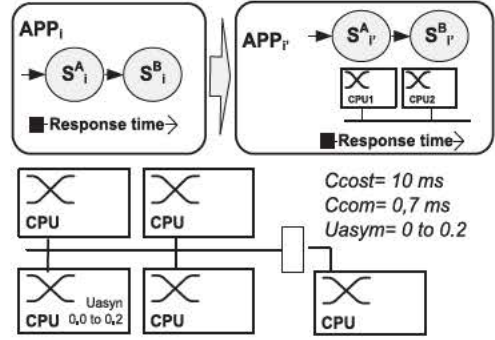 APPi
SAi
SBi
Response time
APPi'
SAi'
SBi'
CPU1
CPU2
Response time
CPU
CPU
Ccost= 10 ms
Ccom= 0,7 ms
Uasym= 0 to 0.2
Uasyn
0,0 to 0,2
CPU
CPU
CPU